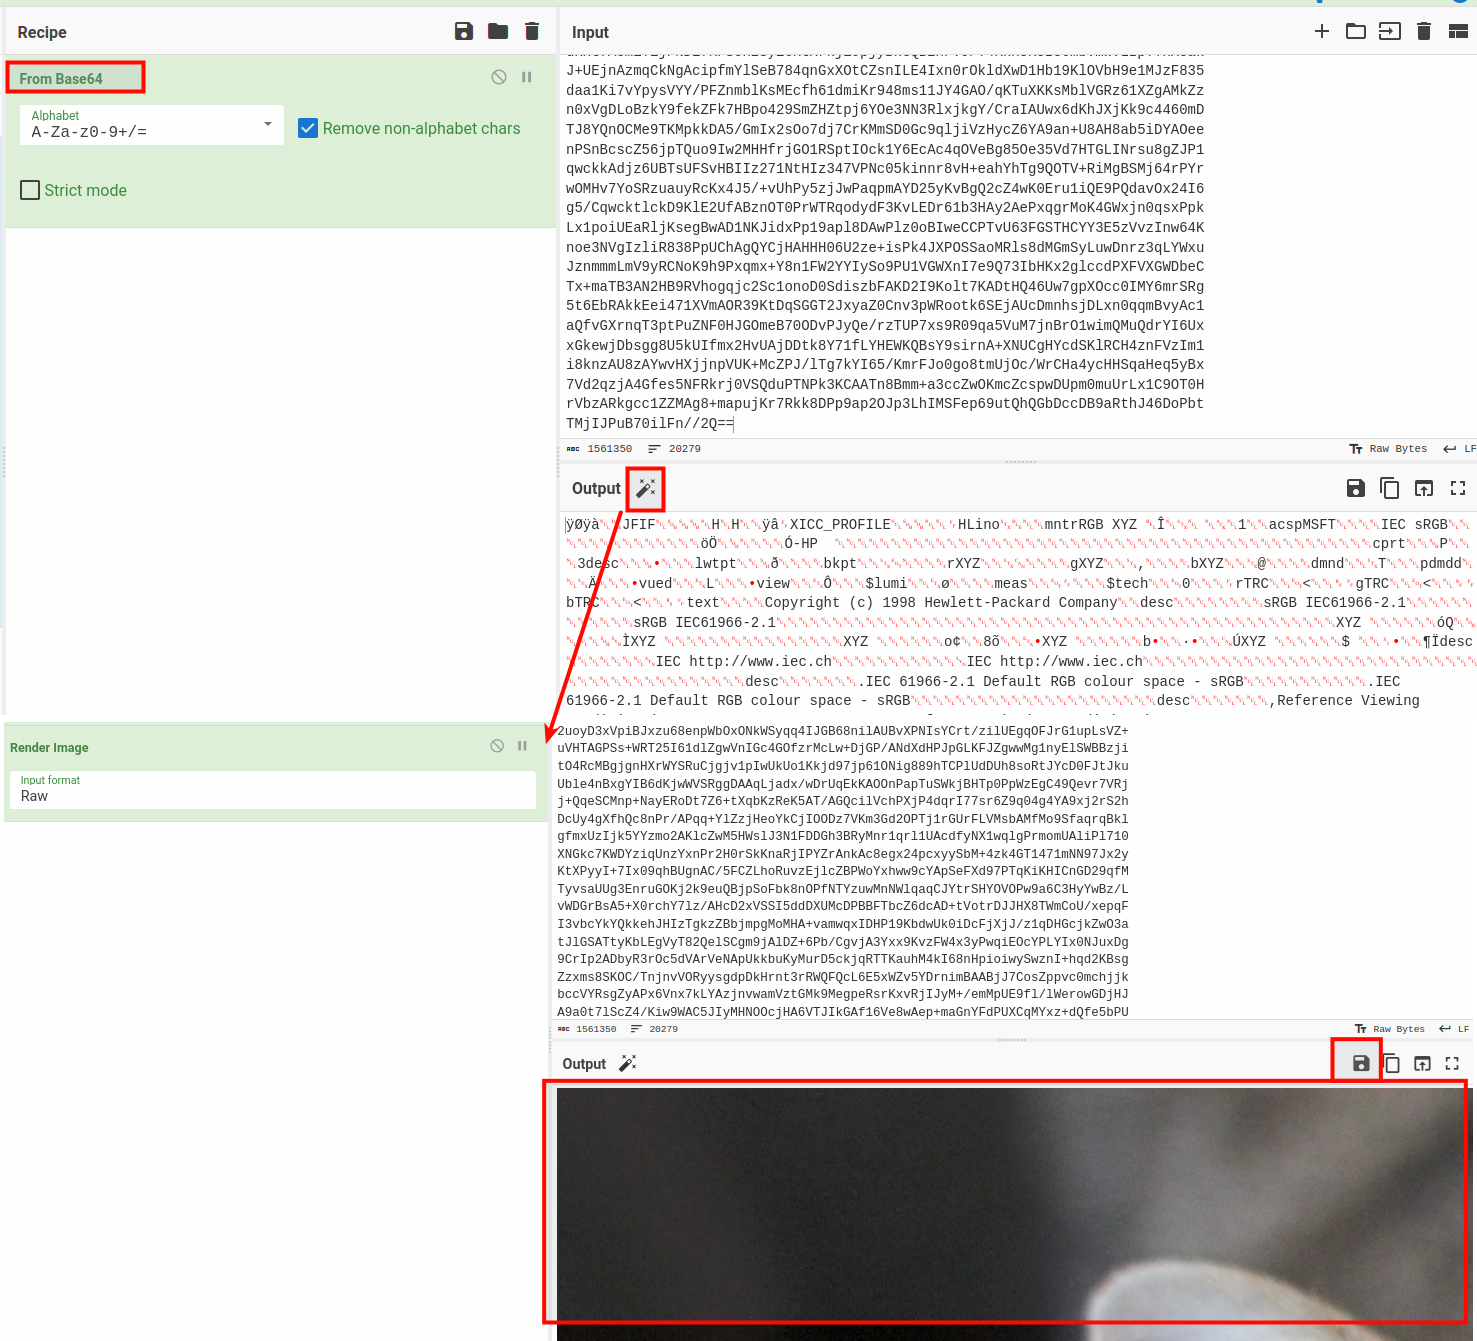 Recipe
From Base64
Alphabet
A-Za-z0-9+/=
Remove non-alphabet chars
Strict mode
Input
J+UEjnAzmqCkNgAcipfmYlSeB784qnGxXOtCZsnILE4Ixn0rOkldXwD1Hb19KlOVbH9e1MJzF835
daa1Ki7vYpysVYY/PFZnmblKsMEcfh61dmiKr948ms11JY4GAO/qKTuXKKsMblVGRz61XZgAMkZz
n0xVgDLoBzkY9fekZFk7HBpo429SmZHZtpj6YOe3NN3RlxjkgY/CraIAUwx6dKhJXjKk9c4460mD
TJ8YQnOCMe9TKMpkkDA5/GmIx2sOo7dj7CrKMmSD0Gc9qljiVzHycZ6YA9an+U8AH8ab5iDYAOee
nPSnBcscZ56jpTQuo9Iw2MHHfrjGO1RSptIOck1Y6EcAc4qOVeBg85Oe35Vd7HTGLINrsu8gZJP1
qwckkAdjz6UBTsUFSvHBIIz271NtHIz347VPNc05kinnr8vH+eahYhTg9QOTV+RiMgBSMj64rPYr
wOMHv7YoSRzuauyRcKx4J5/+vUhPy5zjJwPaqpmAYD25yKvBgQ2cZ4wK0Eru1iQE9PQdavOx24I6
g5/CqwcktlckD9KlE2UfABznOT0PrWTRqodydF3KvLEDr61b3HAy2AePxqgrMoK4GWxjn0qsxPpk
Lx1poiUEaRljKsegBwAD1NKJidxPp19apl8DAwPlz0oBIweCCPTvU63FGSTHCYY3E5zVvzInw64K
noe3NVgIzliR838PpUChAgQYCjHAHHH06U2ze+isPk4JXPOSSaoMRls8dMGmSyLuwDnrz3qLYWxu
JznmmmLmV9yRCNoK9h9Pxqmx+Y8n1FW2YYIySo9PU1VGWXnI7e9Q73IbHKx2glccdPXFVXGWDbeC
Tx+maTB3AN2HB9RVhogqjc2Sc1onoD0SdiszbFAKD2I9Kolt7KADtHQ46Uw7gpXOcc0IMY6mrSRg
5t6EbRAkkEei471XVmAOR39KtDqSGGT2JxyaZ0Cnv3pWRootk6SEjAUcDmnhsjDLxn0qqmBvyAc1
aQfvGXrnqT3ptPuZNF0HJGOmeB70ODvPJyQe/rzTUP7xs9R09qa5VuM7jnBrO1wimQMuQdrYI6Ux
xGkewjDbsgg8U5kUIfmx2HvUAjDDtk8Y71fLYHEWKQBsY9sirnA+XNUCgHYcdSKlRCH4znFVzIm1
i8knzAU8zAYwvHXjjnpVUK+McZPJ/lTg7kYI65/KmrFJo0go8tmUjOc/WrCHa4ycHHSqaHeq5yBx
7Vd2qzjA4Gfes5NFRkrj0VSQduPTNPk3KCAATn8Bmm+a3ccZwOKmcZcspwDUpm0muUrLx1C9OT0H
rVbzARkgcc1ZZMAg8+mapujKr7Rkk8DPp9ap2OJp3LhIMSFep69utQhQGbDccDB9aRthJ46DoPbt
TMjIJPuB70ilFn//2Q==
1561350 20279
Raw Bytes LF
Output
ÿØÿà JFIF H H ÿâ XICC_PROFILE HLino mntrRGB XYZ Î 1 acspMSFT IEC sRGB
öÖ Ó-HP cprt P
3desc lwtpt ð bkpt rXYZ gXYZ , bXYZ @ dmnd T pdmdd
Ä vued L view Ô $lumi ø meas $tech 0 rTRC < gTRC <
bTRC < text Copyright (c) 1998 Hewlett-Packard Company desc sRGB IEC61966-2.1
sRGB IEC61966-2.1 XYZ óQ
ÌXYZ XYZ o¢ 8õ XYZ b · ÚXYZ $ ¶Ïdesc
IEC http://www.iec.ch IEC http://www.iec.ch
desc .IEC 61966-2.1 Default RGB colour space - sRGB .IEC
61966-2.1 Default RGB colour space - sRGB desc ,Reference Viewing
Render Image
Input format
Raw
2uoyD3xVpiBJxzu68enpWbOxONkWSyqq4IJGB68nilAUBvXPNIsYCrt/zilUEgqOFJrG1upLsVZ+
uVHTAGPSs+WRT25I61dlZgwVnIGc4GOfzrMcLw+DjGP/ANdXdHPJpGLKFJZgwwMg1nyElSWBBzji
tO4RcMBgjgnHXrWYSRuCjgjv1pIwUkUo1Kkjd97jp61ONig889hTCPlUdDUh8soRtJYcD0FJtJku
Uble4nBxgYIB6dKjwWVSRggDAAqLjadx/wDrUqEkKAOOnPapTuSWkjBHTp0PpWzEgC49Qevr7VRj
j+QqeSCMnp+NayERoDt7Z6+tXqbKzReK5AT/AGQcilVchPXjP4dqrI77sr6Z9q04g4YA9xj2rS2h
DcUy4gXfhQc8nPr/APqq+YlZzjHeoYkCjIOODz7VKm3Gd2OPTj1rGUrFLVMsbAMfMo9SfaqrqBkl
gfmxUzIjk5YYzmo2AKlcZwM5HWslJ3N1FDDGh3BRyMnr1qrl1UAcdfyNX1wqlgPrmomUAliPl710
XNGkc7KWDYziqUnzYxnPr2H0rSkKnaRjIPYZrAnkAc8egx24pcxyySbM+4zk4GT1471mNN97Jx2y
KtXPyyI+7Ix09qhBUgnAC/5FCZLhoRuvzEjlcZBPWoYxhww9cYApSeFXd97PTqKiKHICnGD29qfM
TyvsaUUg3EnruGOKj2k9euQBjpSoFbk8nOPfNTYzuwMnNWlqaqCJYtrSHYOVOPw9a6C3HyYwBz/L
vWDGrBsA5+X0rchY7lz/AHcD2xVSSI5ddDXUMcDPBBFTbcZ6dcAD+tVotrDJJHX8TWmCoU/xepqF
I3vbcYkYQkkehJHIzTgkzZBbjmpgMoMHA+vamwqxIDHP19KbdwUk0iDcFjXjJ/z1qDHGcjkZwO3a
tJlGSATtyKbLEgVyT82QelSCgm9jAlDZ+6Pb/CgvjA3Yxx9KvzFW4x3yPwqiEOcYPLYIx0NJuxDg
9CrIp2ADbyR3rOc5dVArVeNApUkkbuKyMurD5ckjqRTTKauhM4kI68nHpioiwySwznI+hqd2KBsg
Zzxms8SKOC/TnjnvVORyysgdpDkHrnt3rRWQFQcL6E5xWZv5YDrnimBAABjJ7CosZppvc0mchjjk
bccVYRsgZyAPx6Vnx7kLYAzjnvwamVztGMk9MegpeRsrKxvRjIJyM+/emMpUE9fl/lWerowGDjHJ
A9a0t7lScZ4/Kiw9WAC5JIyMHNOOcjHA6VTJIkGAf16Ve8wAep+maGnYFdPUXCqMYxz+dQfe5bPU
1561350 20279
Raw Bytes LF
Output